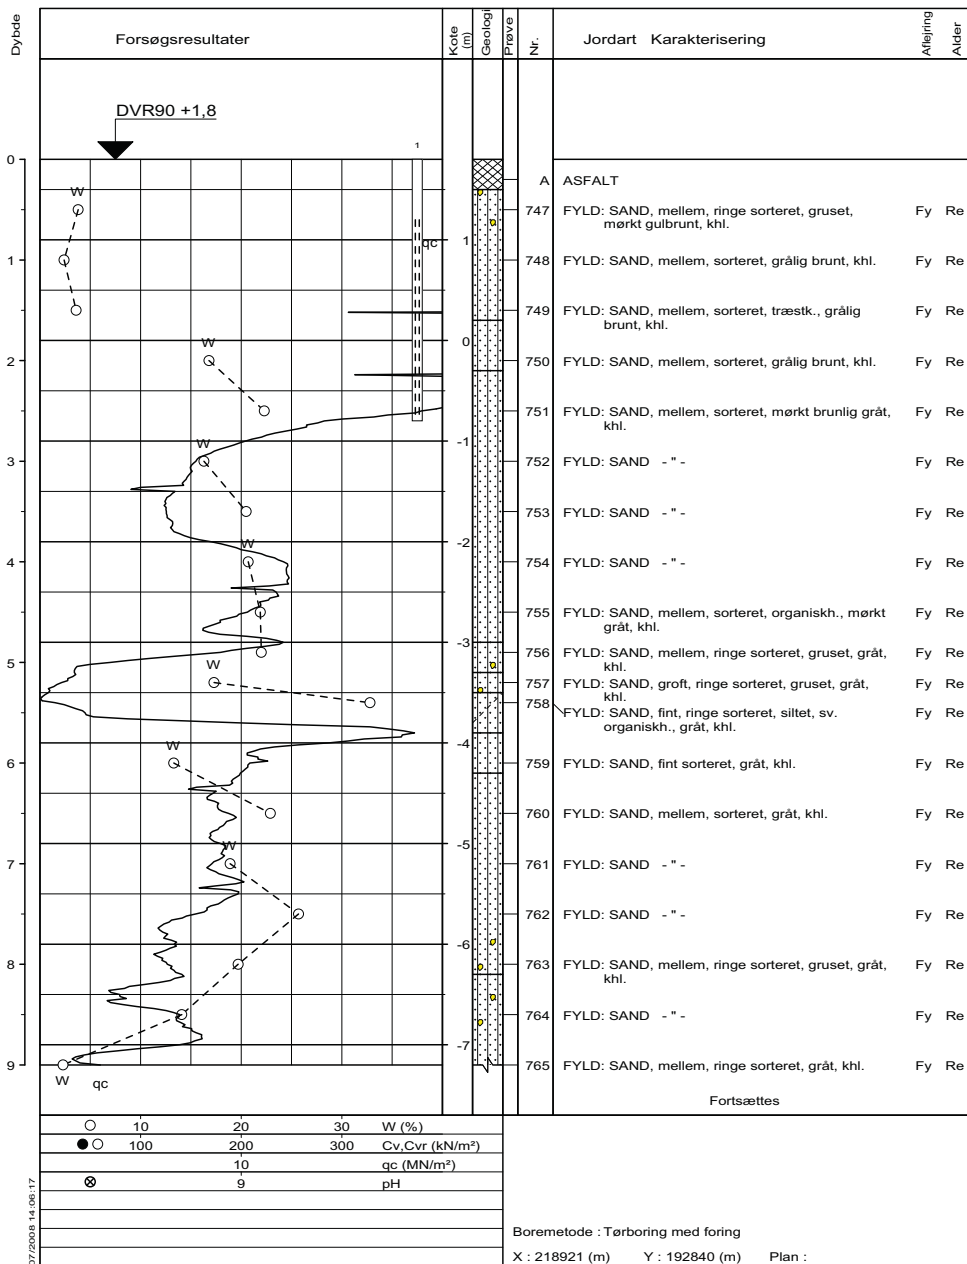 Dybde
Forsøgsresultater
Kote (m)
Geologi
Prøve
Nr.
Jordart Karakterisering
Aflejring
Alder
DVR90 +1,8
1
0
A ASFALT
W
747 FYLD: SAND, mellem, ringe sorteret, gruset, Fy Re
mørkt gulbrunt, khl.
qc
1
1
748 FYLD: SAND, mellem, sorteret, grålig brunt, khl. Fy Re
749 FYLD: SAND, mellem, sorteret, træstk., grålig Fy Re
brunt, khl.
W
0
2
750 FYLD: SAND, mellem, sorteret, grålig brunt, khl. Fy Re
751 FYLD: SAND, mellem, sorteret, mørkt brunlig gråt, Fy Re
khl.
W
-1
3
752 FYLD: SAND - " - Fy Re
753 FYLD: SAND - " - Fy Re
W
-2
4
754 FYLD: SAND - " - Fy Re
755 FYLD: SAND, mellem, sorteret, organiskh., mørkt Fy Re
gråt, khl.
-3
756 FYLD: SAND, mellem, ringe sorteret, gruset, gråt, Fy Re
khl.
5
W
757 FYLD: SAND, groft, ringe sorteret, gruset, gråt, Fy Re
khl.
758 FYLD: SAND, fint, ringe sorteret, siltet, sv. Fy Re
organiskh., gråt, khl.
W
-4
6
759 FYLD: SAND, fint sorteret, gråt, khl. Fy Re
760 FYLD: SAND, mellem, sorteret, gråt, khl. Fy Re
W
-5
7
761 FYLD: SAND - " - Fy Re
762 FYLD: SAND - " - Fy Re
-6
8
763 FYLD: SAND, mellem, ringe sorteret, gruset, gråt, Fy Re
khl.
764 FYLD: SAND - " - Fy Re
-7
9
765 FYLD: SAND, mellem, ringe sorteret, gråt, khl. Fy Re
W qc
Fortsættes
10 20 30 W (%)
100 200 300 Cv,Cvr (kN/m²)
10 qc (MN/m²)
9 pH
07/2008 14:06:17
Boremetode : Tørboring med foring
X : 218921 (m) Y : 192840 (m) Plan :